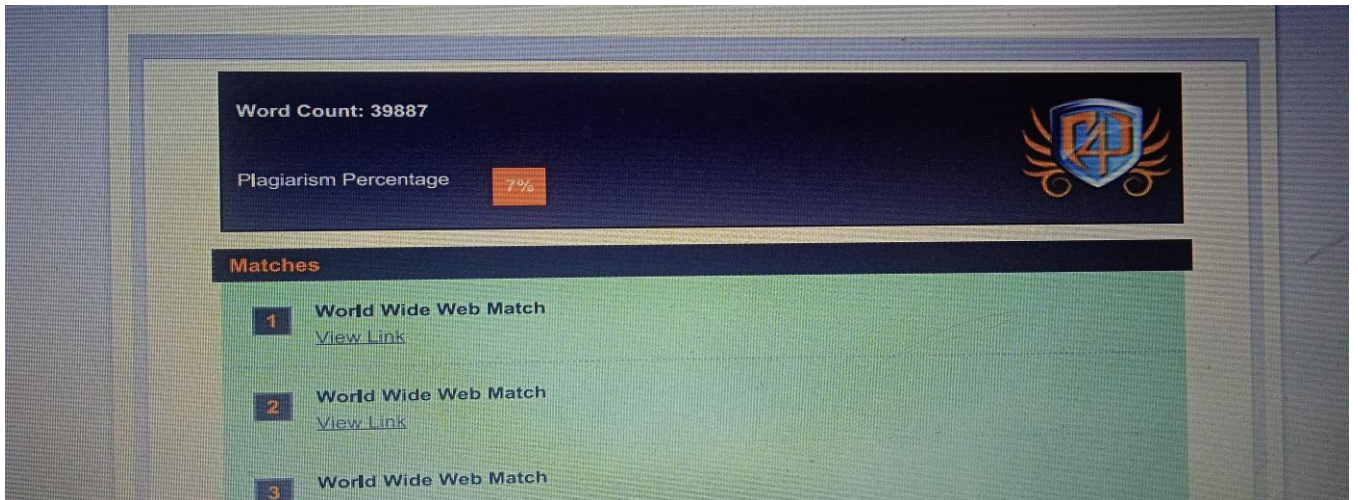 Word Count: 39887
Plagiarism Percentage 7%
Matches
1 World Wide Web Match
View Link
2 World Wide Web Match
View Link
3 World Wide Web Match